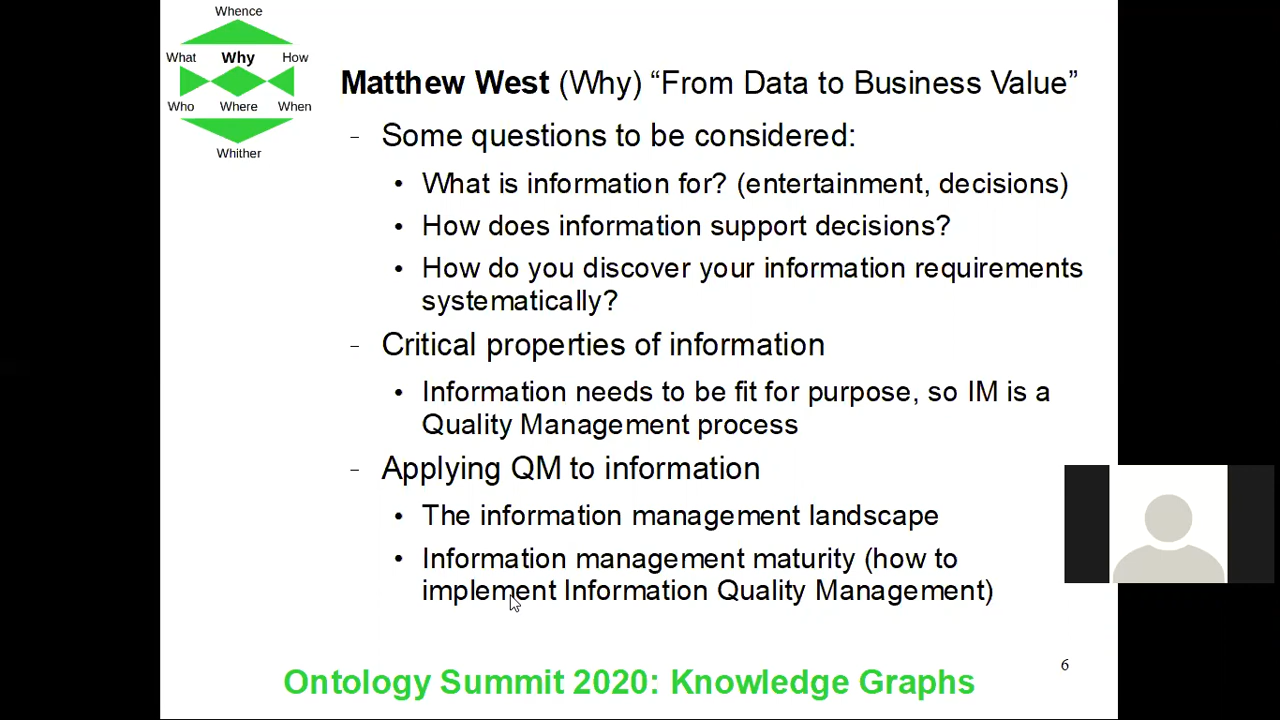 Whence
What Why How
Who Where When
Whither
Matthew West (Why) “From Data to Business Value”
– Some questions to be considered:
• What is information for? (entertainment, decisions)
• How does information support decisions?
• How do you discover your information requirements
systematically?
– Critical properties of information
• Information needs to be fit for purpose, so IM is a
Quality Management process
– Applying QM to information
• The information management landscape
• Information management maturity (how to
implement Information Quality Management)
6
Ontology Summit 2020: Knowledge Graphs